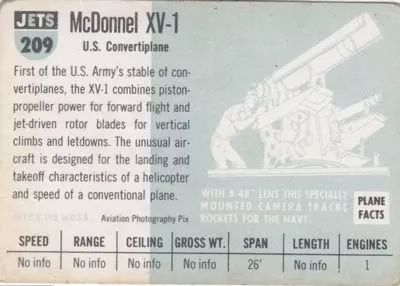 JETS
209
McDonnel XV-1
U.S. Convertiplane
First of the U.S. Army's stable of con-
vertiplanes, the XV-1 combines piston-
propeller power for forward flight and
jet-driven rotor blades for vertical
climbs and letdowns. The unusual air-
craft is designed for the landing and
takeoff characteristics of a helicopter
and speed of a conventional plane.
Aviation Photography Pix
WITH A 48" LENS THIS SPECIALLY
MOUNTED CAMERA TRACKS
ROCKETS FOR THE NAVY.
PLANE
FACTS
SPEED RANGE CEILING GROSS WT. SPAN LENGTH ENGINES
No info No info No info No info 26' No info 1